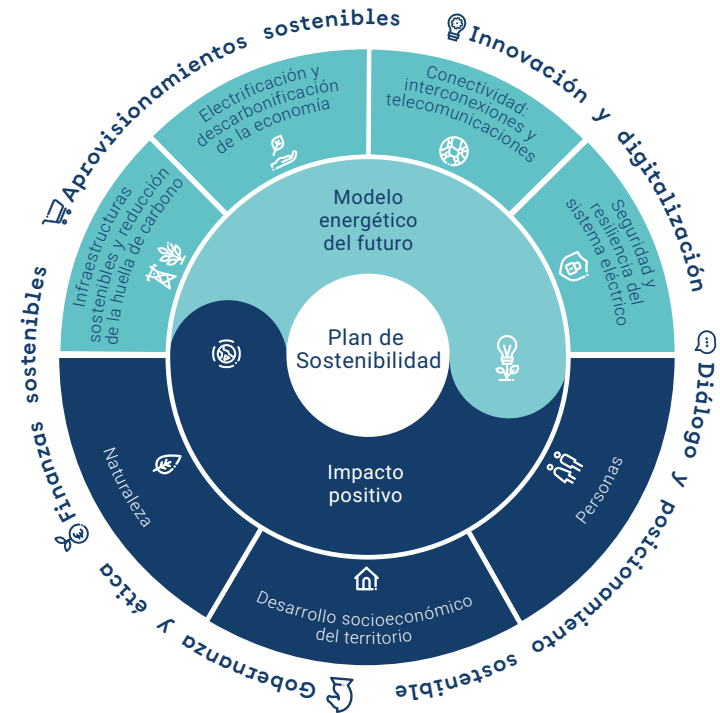 Aprovisionamientos sostenibles
Innovación y digitalización
Diálogo y posicionamiento sostenible
Gobernanza y ética
Finanzas sostenibles
Infraestructuras
sostenibles y reducción
de la huella de carbono
Electrificación y
descarbonificación
de la economía
Conectividad:
interconexiones y
telecomunicaciones
Seguridad y
resiliencia del
sistema eléctrico
Modelo
energético
del futuro
Plan de
Sostenibilidad
Impacto
positivo
Naturaleza
Desarrollo socioeconómico
del territorio
Personas